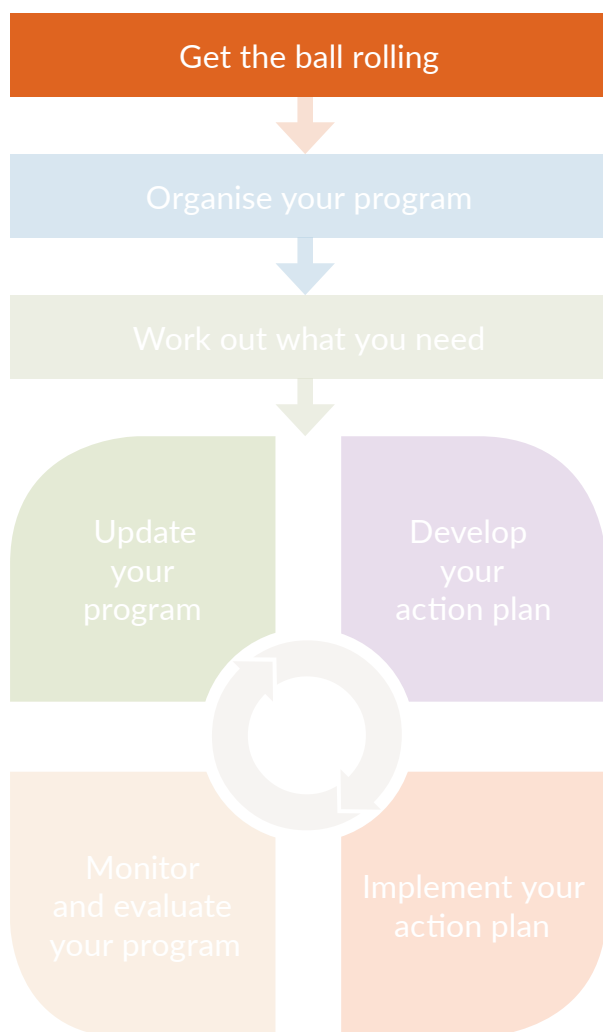 Get the ball rolling
Organise your program
Work out what you need
Update
your
program
Develop
your
action plan
Monitor
and evaluate
your program
Implement your
action plan